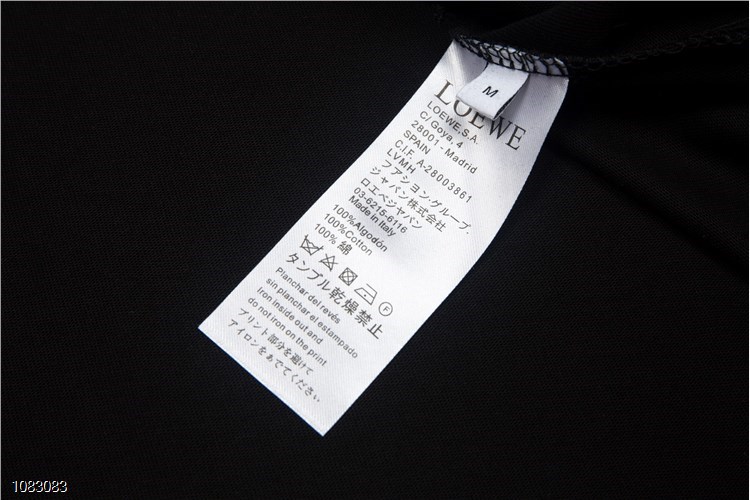 M
LOEWE
LOEWE,S.A.
C/ Goya, 4
28001 - Madrid
SPAIN
C.I.F. A-28003861
LVMH
ファアション·グループ.
ジャパン株式会社
ロエベジャパン
03-6215-6116
Made in Italy
100%Algodón
100%Cotton
100% 綿
F
タンブル乾燥禁止
Planchar del revés
sin planchar el estampado
Iron inside out and
do not iron on the print
プリント部分を避けて
アイロンをあでてください
1083083